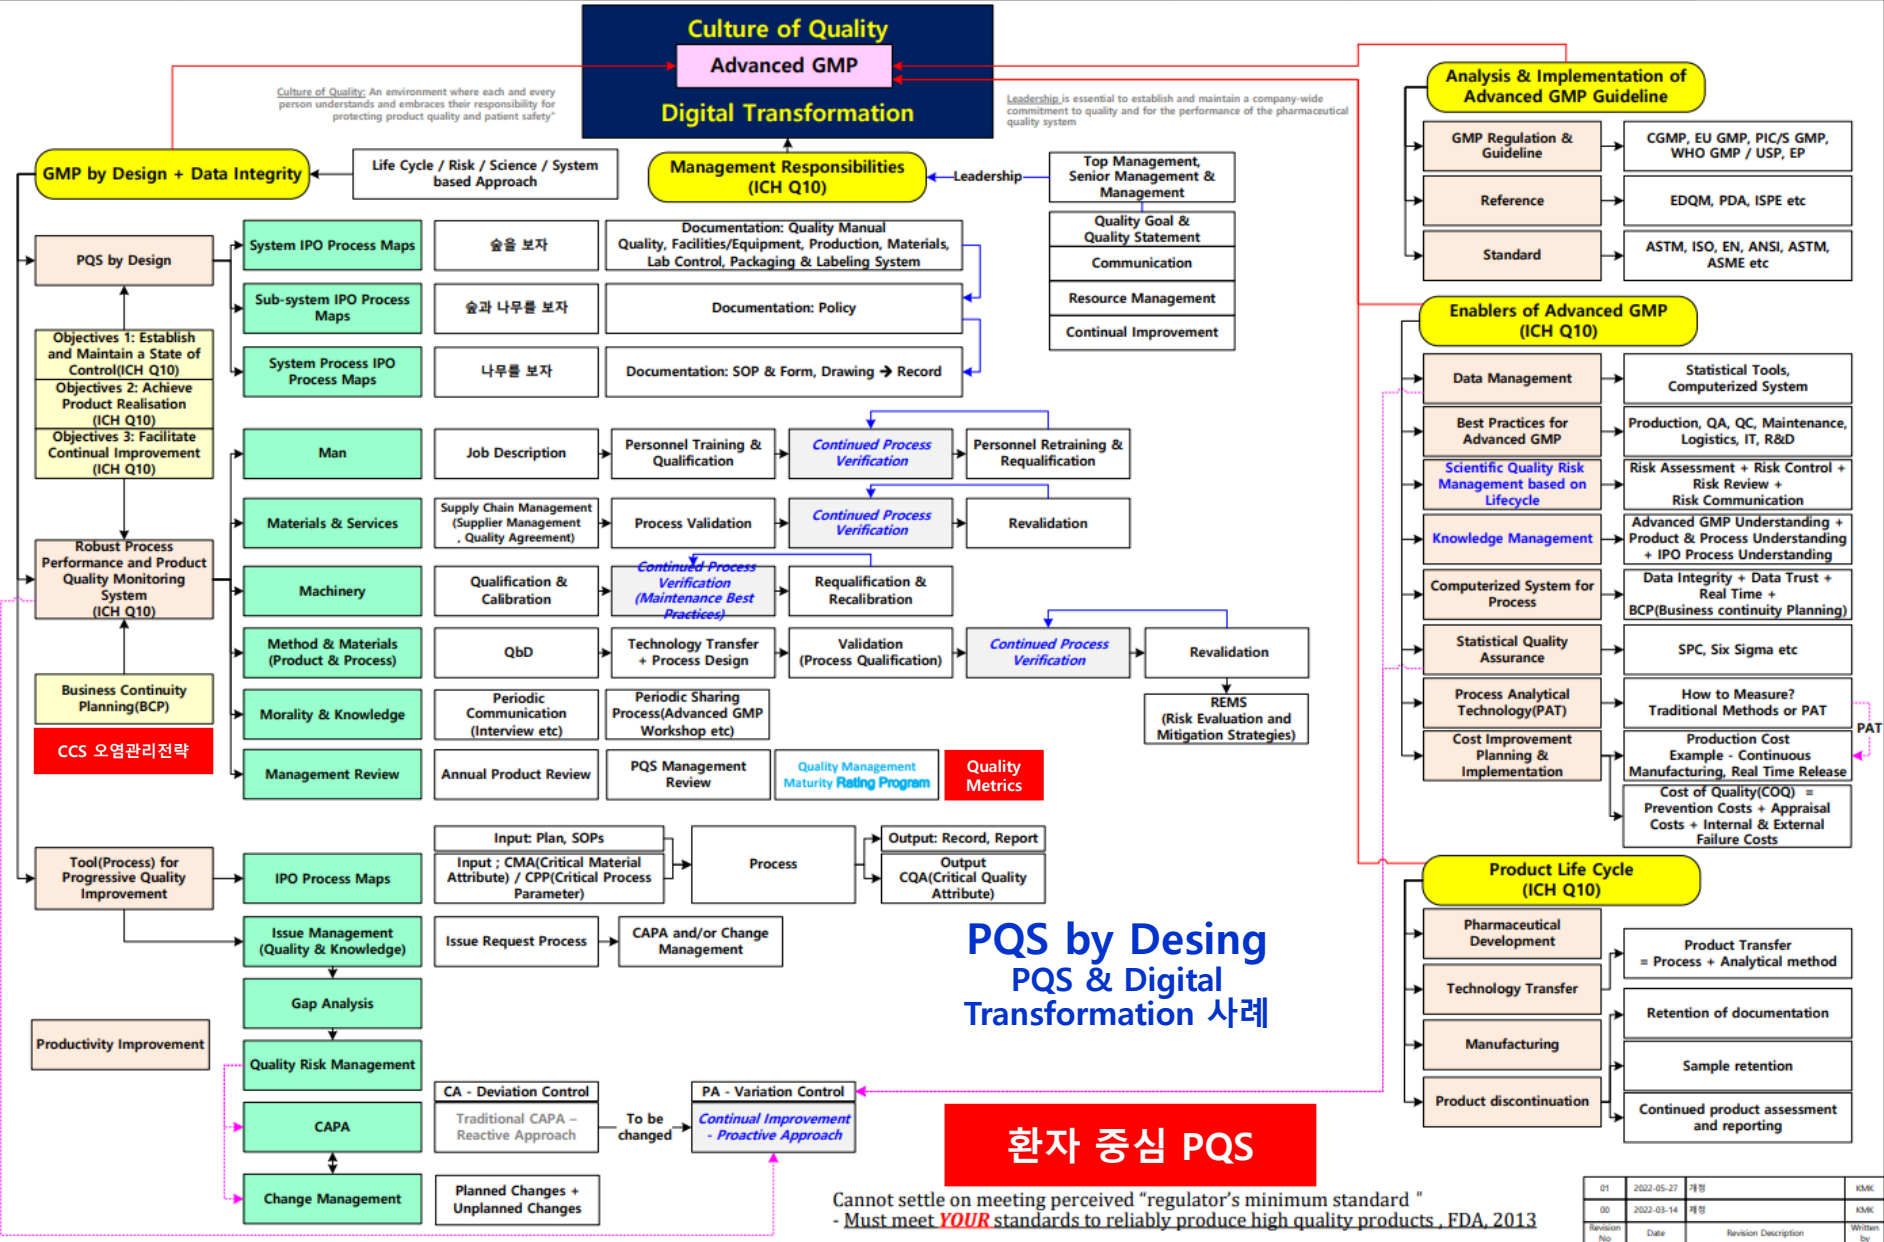 Culture of Quality
Advanced GMP
Digital Transformation
Culture of Quality: An environment where each and every
person understands and embraces their responsibility for
protecting product quality and patient safety"
Leadership is essential to establish and maintain a company-wide
commitment to quality and for the performance of the pharmaceutical
quality system
GMP by Design + Data Integrity
Life Cycle / Risk / Science / System
based Approach
Management Responsibilities
(ICH Q10)
Leadership
Top Management,
Senior Management &
Management
Quality Goal &
Quality Statement
Communication
Resource Management
Continual Improvement
PQS by Design
System IPO Process Maps
숲을 보자
Documentation: Quality Manual
Quality, Facilities/Equipment, Production, Materials,
Lab Control, Packaging & Labeling System
Sub-system IPO Process
Maps
숲과 나무를 보자
Documentation: Policy
System Process IPO
Process Maps
나무를 보자
Documentation: SOP & Form, Drawing ➔ Record
Objectives 1: Establish
and Maintain a State of
Control(ICH Q10)
Objectives 2: Achieve
Product Realisation
(ICH Q10)
Objectives 3: Facilitate
Continual Improvement
(ICH Q10)
Robust Process
Performance and Product
Quality Monitoring
System
(ICH Q10)
Business Continuity
Planning(BCP)
CCS 오염관리전략
Man
Job Description
Personnel Training &
Qualification
Continued Process
Verification
Personnel Retraining &
Requalification
Materials & Services
Supply Chain Management
(Supplier Management
, Quality Agreement)
Process Validation
Continued Process
Verification
Revalidation
Machinery
Qualification &
Calibration
Continued Process
Verification
(Maintenance Best
Practices)
Requalification &
Recalibration
Method & Materials
(Product & Process)
QbD
Technology Transfer
+ Process Design
Validation
(Process Qualification)
Continued Process
Verification
Revalidation
REMS
(Risk Evaluation and
Mitigation Strategies)
Morality & Knowledge
Periodic
Communication
(Interview etc)
Periodic Sharing
Process(Advanced GMP
Workshop etc)
Management Review
Annual Product Review
PQS Management
Review
Quality Management
Maturity Rating Program
Quality
Metrics
Tool(Process) for
Progressive Quality
Improvement
IPO Process Maps
Input: Plan, SOPs
Input ; CMA(Critical Material
Attribute) / CPP(Critical Process
Parameter)
Process
Output: Record, Report
Output
CQA(Critical Quality
Attribute)
Issue Management
(Quality & Knowledge)
Issue Request Process
CAPA and/or Change
Management
Gap Analysis
Productivity Improvement
Quality Risk Management
CAPA
CA - Deviation Control
Traditional CAPA –
Reactive Approach
To be
changed
PA - Variation Control
Continual Improvement
- Proactive Approach
Change Management
Planned Changes +
Unplanned Changes
PQS by Desing
PQS & Digital
Transformation 사례
환자 중심 PQS
Cannot settle on meeting perceived “regulator’s minimum standard ”
- Must meet YOUR standards to reliably produce high quality products , FDA, 2013
Analysis & Implementation of
Advanced GMP Guideline
GMP Regulation &
Guideline
CGMP, EU GMP, PIC/S GMP,
WHO GMP / USP, EP
Reference
EDQM, PDA, ISPE etc
Standard
ASTM, ISO, EN, ANSI, ASTM,
ASME etc
Enablers of Advanced GMP
(ICH Q10)
Data Management
Statistical Tools,
Computerized System
Best Practices for
Advanced GMP
Production, QA, QC, Maintenance,
Logistics, IT, R&D
Scientific Quality Risk
Management based on
Lifecycle
Risk Assessment + Risk Control +
Risk Review +
Risk Communication
Knowledge Management
Advanced GMP Understanding +
Product & Process Understanding
+ IPO Process Understanding
Computerized System for
Process
Data Integrity + Data Trust +
Real Time +
BCP(Business continuity Planning)
Statistical Quality
Assurance
SPC, Six Sigma etc
Process Analytical
Technology(PAT)
How to Measure?
Traditional Methods or PAT
PAT
Cost Improvement
Planning &
Implementation
Production Cost
Example - Continuous
Manufacturing, Real Time Release
Cost of Quality(COQ) =
Prevention Costs + Appraisal
Costs + Internal & External
Failure Costs
Product Life Cycle
(ICH Q10)
Pharmaceutical
Development
Technology Transfer
Product Transfer
= Process + Analytical method
Manufacturing
Product discontinuation
Retention of documentation
Sample retention
Continued product assessment
and reporting
01 2022-05-27 개정 KMK
00 2022-03-14 제정 KMK
Revision No Date Revision Description Written by